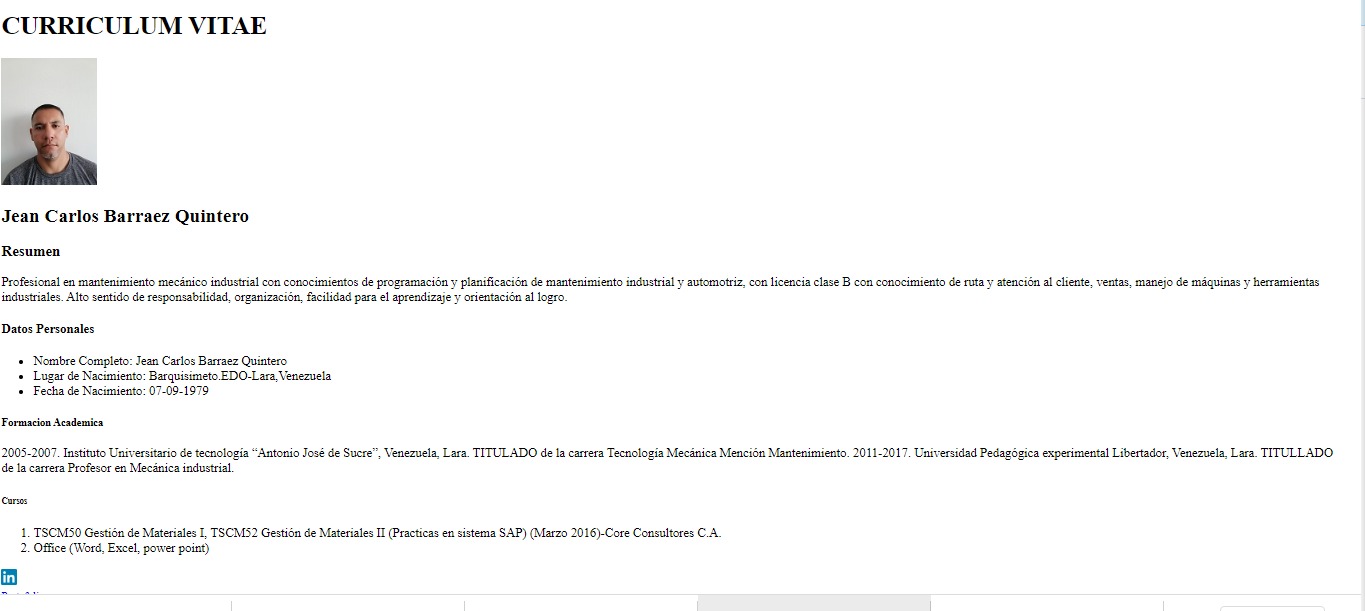 CURRICULUM VITAE
Jean Carlos Barraez Quintero
Resumen
Profesional en mantenimiento mecánico industrial con conocimientos de programación y planificación de mantenimiento industrial y automotriz, con licencia clase B con conocimiento de ruta y atención al cliente, ventas, manejo de máquinas y herramientas
industriales. Alto sentido de responsabilidad, organización, facilidad para el aprendizaje y orientación al logro.
Datos Personales
• Nombre Completo: Jean Carlos Barraez Quintero
• Lugar de Nacimiento: Barquisimeto.EDO-Lara,Venezuela
• Fecha de Nacimiento: 07-09-1979
Formacion Academica
2005-2007. Instituto Universitario de tecnología “Antonio José de Sucre”, Venezuela, Lara. TITULADO de la carrera Tecnología Mecánica Mención Mantenimiento. 2011-2017. Universidad Pedagógica experimental Libertador, Venezuela, Lara. TITULLADO
de la carrera Profesor en Mecánica industrial.
Cursos
1. TSCM50 Gestión de Materiales I, TSCM52 Gestión de Materiales II (Practicas en sistema SAP) (Marzo 2016)-Core Consultores C.A.
2. Office (Word, Excel, power point)
in